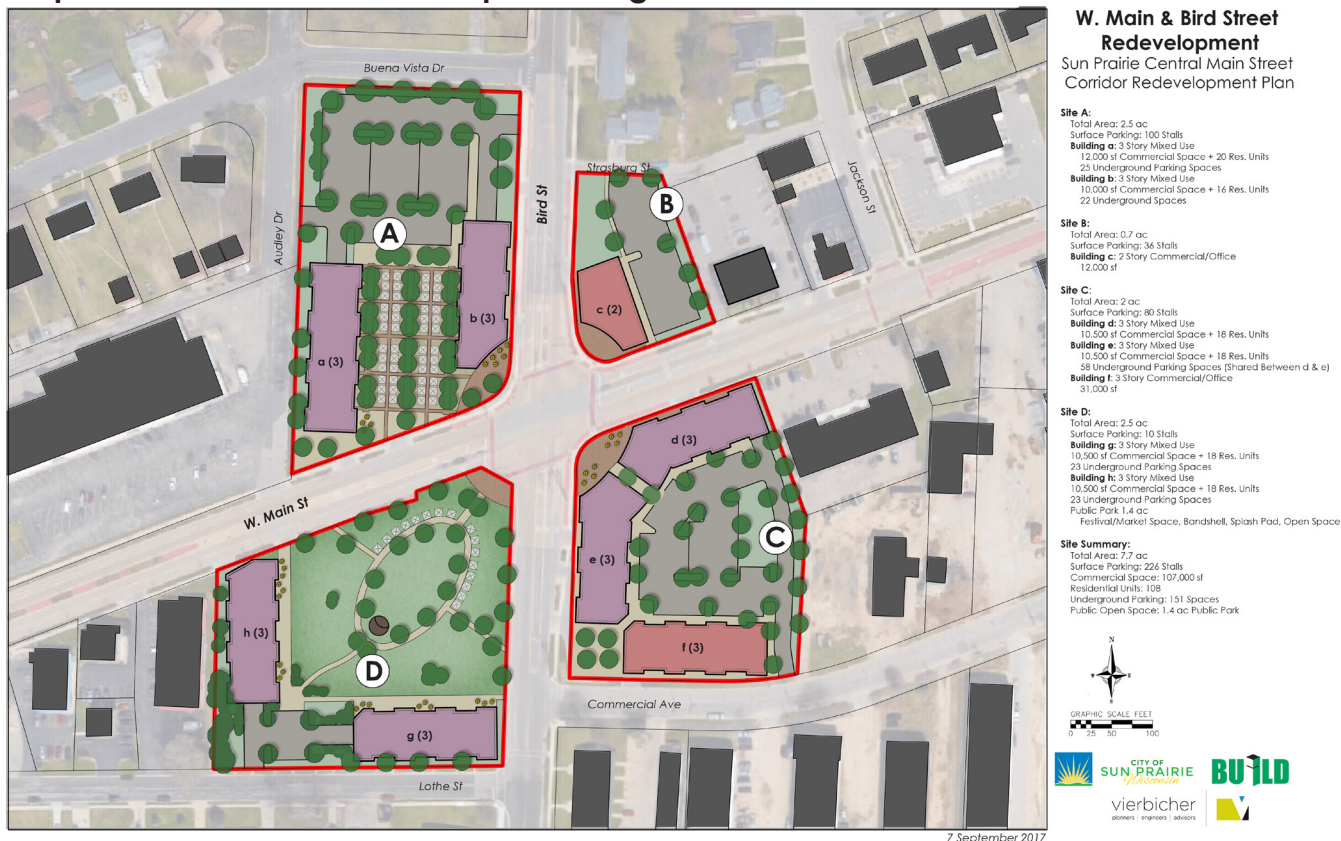 W. Main & Bird Street
Redevelopment
Sun Prairie Central Main Street
Corridor Redevelopment Plan
Site A:
Total Area: 2.5 ac
Surface Parking: 100 Stalls
Building a: 3 Story Mixed Use
12,000 sf Commercial Space + 20 Res. Units
25 Underground Parking Spaces
Building b: 3 Story Mixed Use
10,000 sf Commercial Space + 16 Res. Units
22 Underground Spaces
Site B:
Total Area: 0.7 ac
Surface Parking: 36 Stalls
Building c: 2 Story Commercial/Office
12,000 sf
Site C:
Total Area: 2 ac
Surface Parking: 80 Stalls
Building d: 3 Story Mixed Use
10,500 sf Commercial Space + 18 Res. Units
Building e: 3 Story Mixed Use
10,500 sf Commercial Space + 18 Res. Units
58 Underground Parking Spaces (Shared Between d & e)
Building f: 3 Story Commercial/Office
31,000 sf
Site D:
Total Area: 2.5 ac
Surface Parking: 10 Stalls
Building g: 3 Story Mixed Use
10,500 sf Commercial Space + 18 Res. Units
23 Underground Parking Spaces
Building h: 3 Story Mixed Use
10,500 sf Commercial Space + 18 Res. Units
23 Underground Parking Spaces
Public Park 1.4 ac
Festival/Market Space, Bandshell, Splash Pad, Open Space
Site Summary:
Total Area: 7.7 ac
Surface Parking: 226 Stalls
Commercial Space: 107,000 sf
Residential Units: 108
Underground Parking: 151 Spaces
Public Open Space: 1.4 ac Public Park
N
W
E
S
GRAPHIC SCALE FEET
0 25 50 100
CITY OF
SUN PRAIRIE
Wisconsin
BUILD
vierbicher
planners | engineers | advisors
7 September 2017
Buena Vista Dr
Strasburg St
Jackson St
Bird St
Audley Dr
A
B
a (3)
b (3)
c (2)
W. Main St
d (3)
e (3)
C
f (3)
h (3)
D
g (3)
Commercial Ave
Lothe St